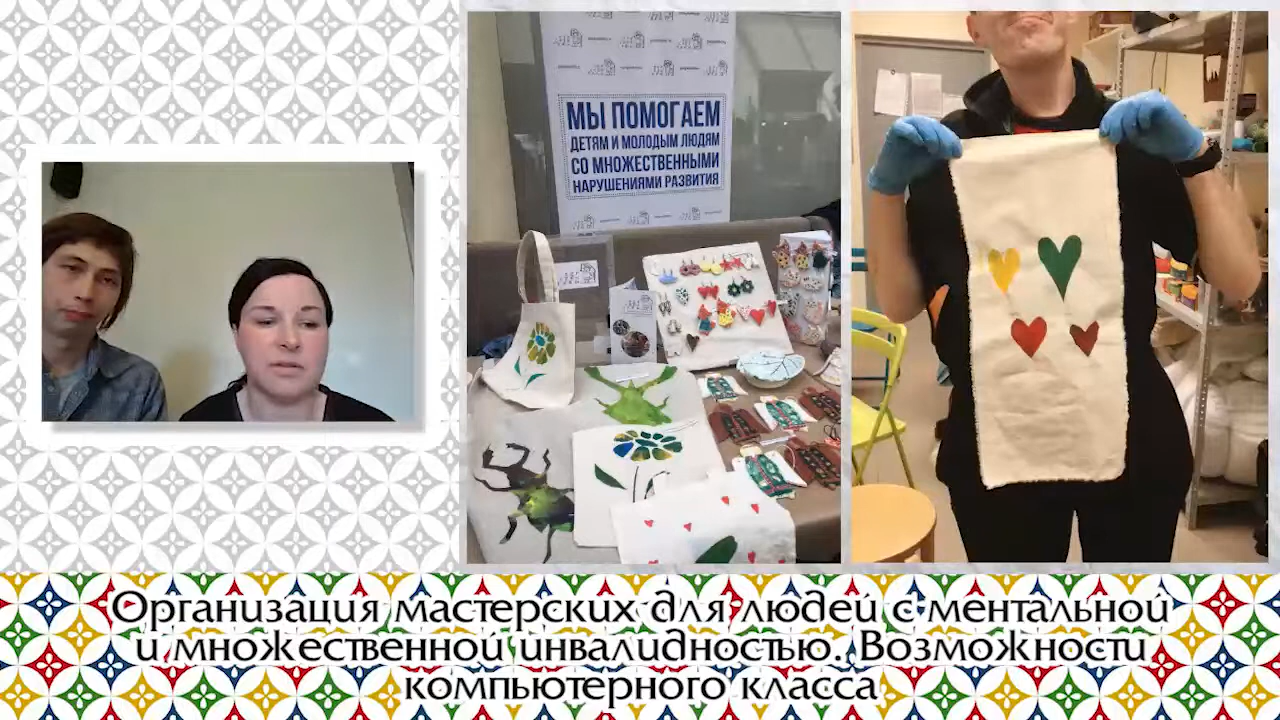 МЫ ПОМОГАЕМ
ДЕТЯМ И МОЛОДЫМ ЛЮДЯМ
СО МНОЖЕСТВЕННЫМИ
НАРУШЕНИЯМИ РАЗВИТИЯ
Организация мастерских для людей с ментальной
и множественной инвалидностью. Возможности
компьютерного класса